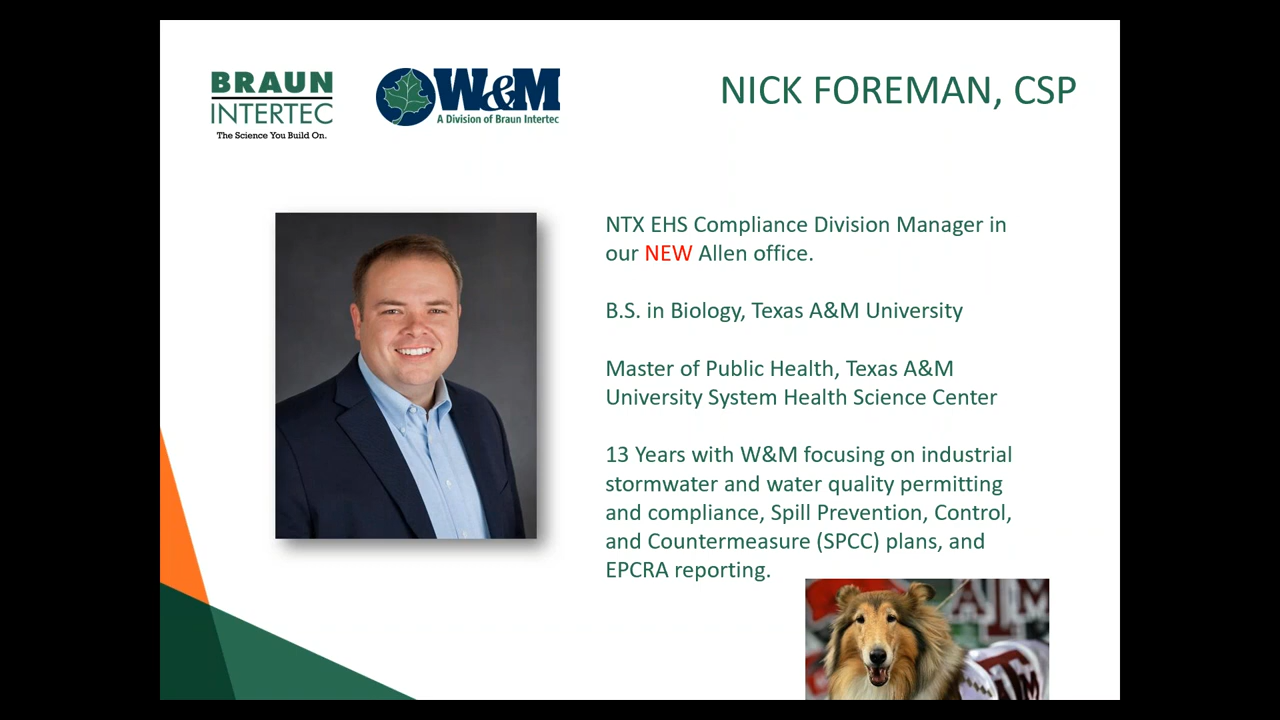 BRAUN
INTERTEC
The Science You Build On.
W&M
A Division of Braun Intertec
NICK FOREMAN, CSP
NTX EHS Compliance Division Manager in
our NEW Allen office.
B.S. in Biology, Texas A&M University
Master of Public Health, Texas A&M
University System Health Science Center
13 Years with W&M focusing on industrial
stormwater and water quality permitting
and compliance, Spill Prevention, Control,
and Countermeasure (SPCC) plans, and
EPCRA reporting.
ATM